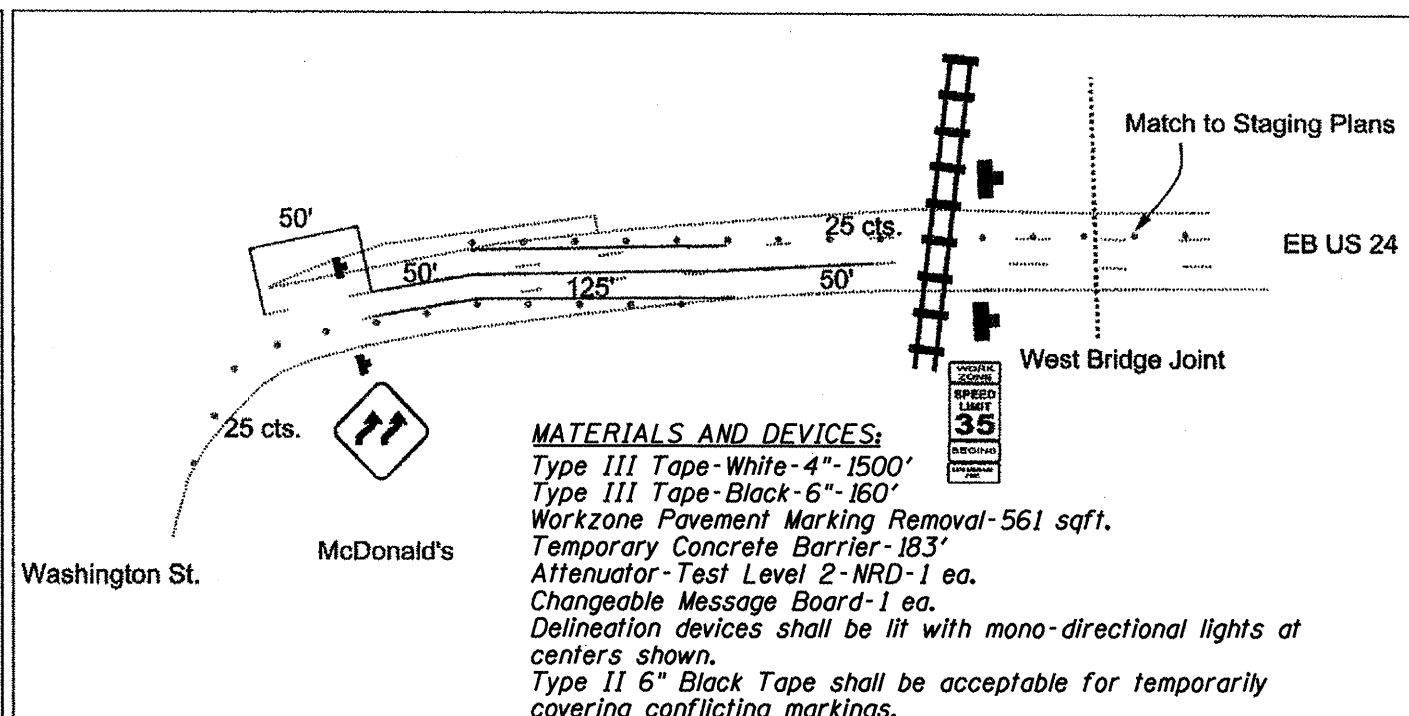 Match to Staging Plans
50'
25 cts.
EB US 24
50'
125'
50'
West Bridge Joint
25 cts.
WORK
ZONE
SPEED
LIMIT
35
BEGINS
McDonald's
Washington St.
MATERIALS AND DEVICES:
Type III Tape-White-4"-1500'
Type III Tape-Black-6"-160'
Workzone Pavement Marking Removal-561 sqft.
Temporary Concrete Barrier-183'
Attenuator-Test Level 2-NRD-1 ea.
Changeable Message Board-1 ea.
Delineation devices shall be lit with mono-directional lights at
centers shown.
Type II 6" Black Tape shall be acceptable for temporarily
covering conflicting markings.